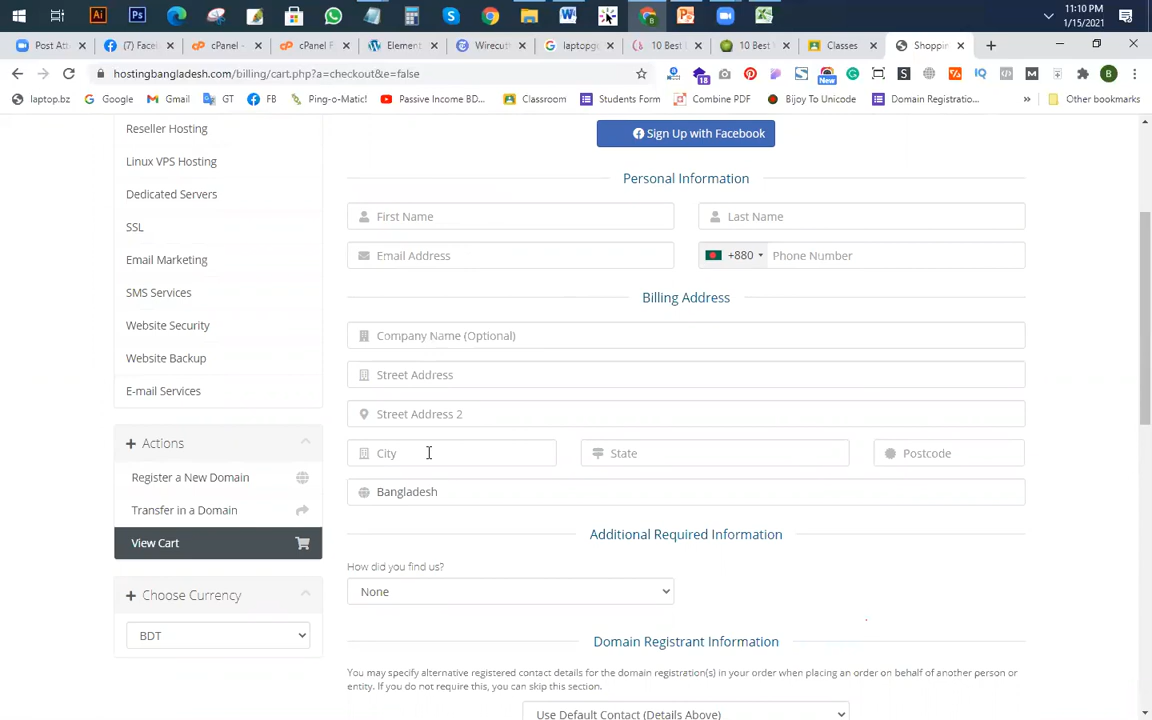 11:10 PM
1/15/2021
Post At
(7) Face
cPanel -
cPanel F
Element
Wirecut
laptopg
10 Best
10 Best
Classes
Shoppin
hostingbangladesh.com/billing/cart.php?a=checkout&e=false
laptop.bz Google Gmail GT FB Ping-o-Matic! Passive Income BD... Classroom Students Form Combine PDF Bijoy To Unicode Domain Registratio... » Other bookmarks
Reseller Hosting
Linux VPS Hosting
Dedicated Servers
SSL
Email Marketing
SMS Services
Website Security
Website Backup
E-mail Services
Actions
Register a New Domain
Transfer in a Domain
View Cart
Choose Currency
BDT
Sign Up with Facebook
Personal Information
First Name
Last Name
Email Address
+880 Phone Number
Billing Address
Company Name (Optional)
Street Address
Street Address 2
City
State
Postcode
Bangladesh
Additional Required Information
How did you find us?
None
Domain Registrant Information
You may specify alternative registered contact details for the domain registration(s) in your order when placing an order on behalf of another person or
entity. If you do not require this, you can skip this section.
Use Default Contact (Details Above)